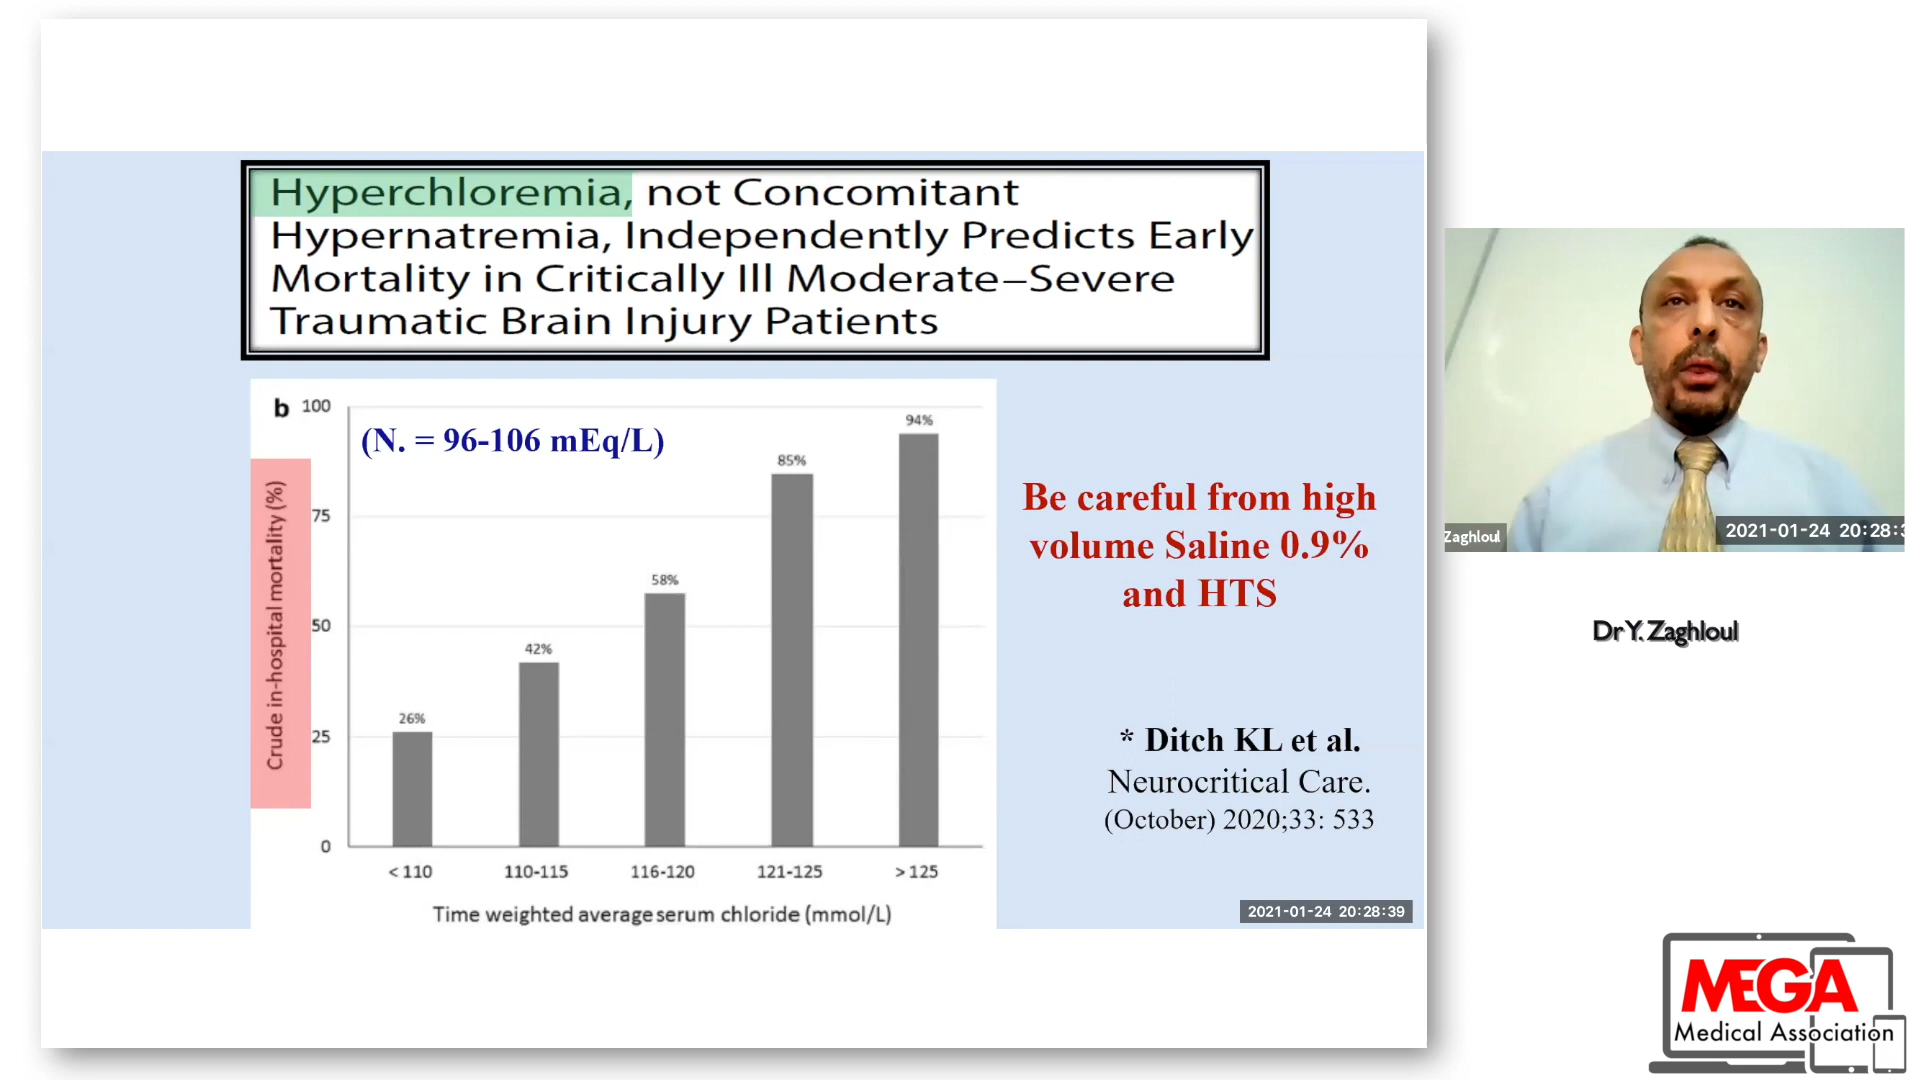 Hyperchloremia, not Concomitant
Hypernatremia, Independently Predicts Early
Mortality in Critically Ill Moderate–Severe
Traumatic Brain Injury Patients
b
(N. = 96-106 mEq/L)
Crude in-hospital mortality (%)
100
75
50
25
0
26%
42%
58%
85%
94%
< 110
110-115
116-120
121-125
> 125
Time weighted average serum chloride (mmol/L)
Be careful from high
volume Saline 0.9%
and HTS
* Ditch KL et al.
Neurocritical Care.
(October) 2020;33: 533
2021-01-24 20:28:39
Zaghloul
2021-01-24 20:28:3
Dr Y. Zaghloul
MEGA
Medical Association